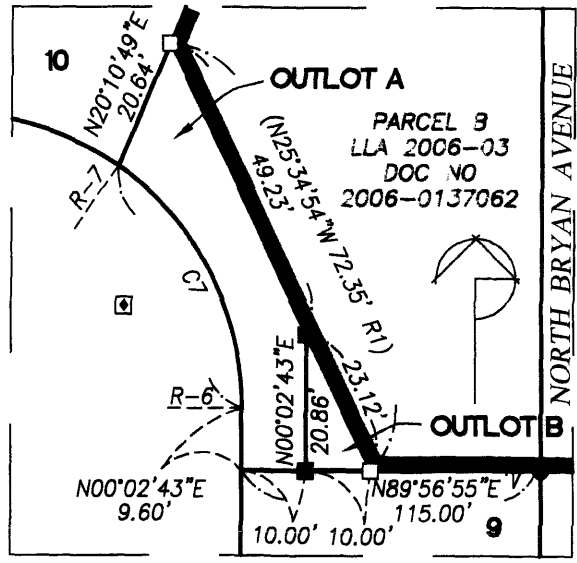 10
N20°10'49"E
20.64'
OUTLOT A
PARCEL B
LLA 2006-03
DOC NO
2006-0137062
(N25°34'54"W 72.35' R1)
49.23'
23.12'
NORTH BRYAN AVENUE
R-7
C7
R-6
N00°02'43"E
20.86'
OUTLOT B
N00°02'43"E
9.60'
10.00'
10.00'
N89°56'55"E
115.00'
9